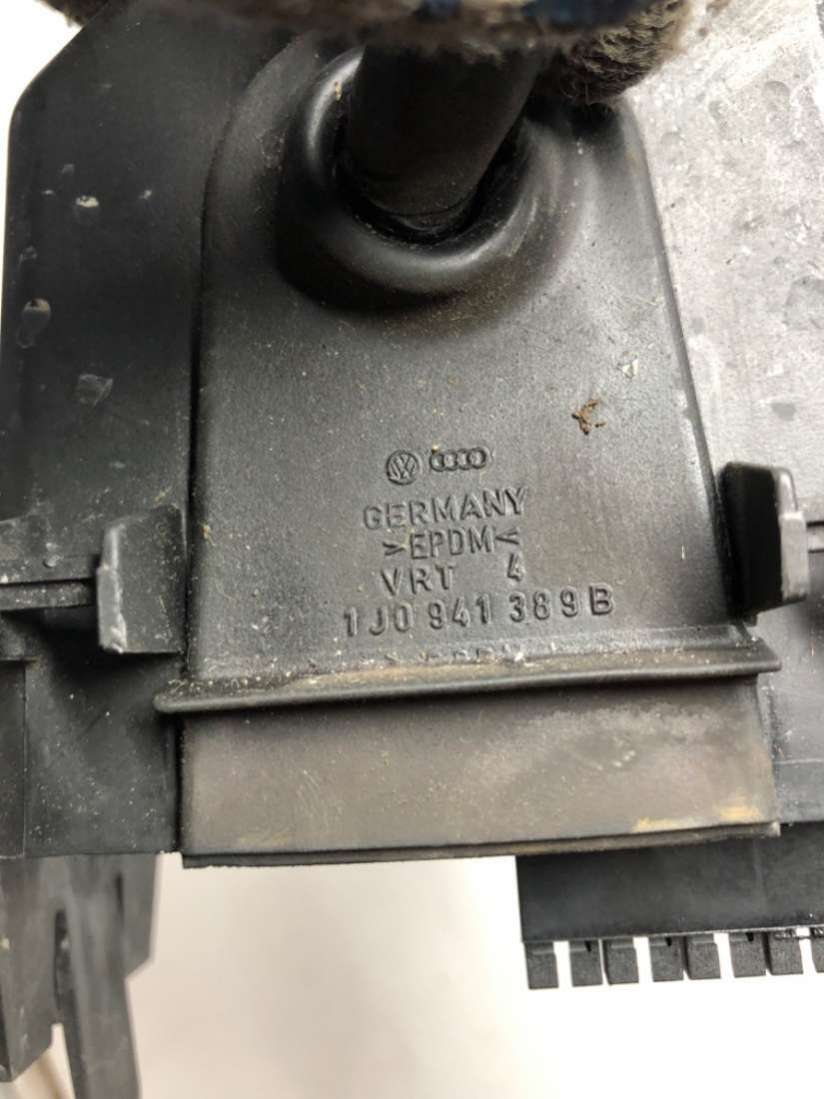 GERMANY
>EPDM<
VRT 4
1J0 941 389 B